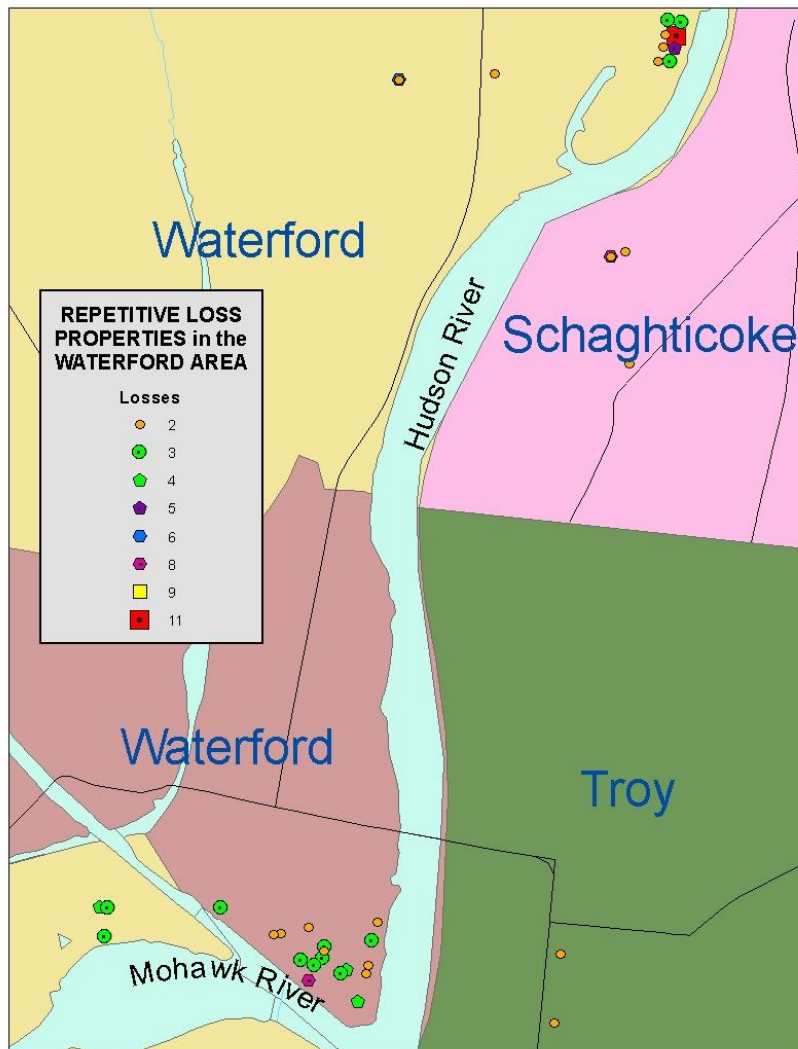 Waterford
Hudson River
Schaghticoke
REPETITIVE LOSS
PROPERTIES in the
WATERFORD AREA
Losses
2
3
4
5
6
8
9
11
Waterford
Troy
Mohawk River